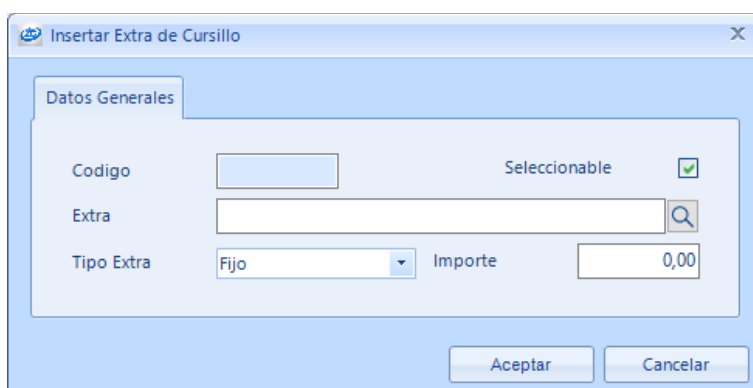 Insertar Extra de Cursillo
Datos Generales
Codigo Seleccionable
Extra
Tipo Extra Fijo Importe 0,00
Aceptar Cancelar